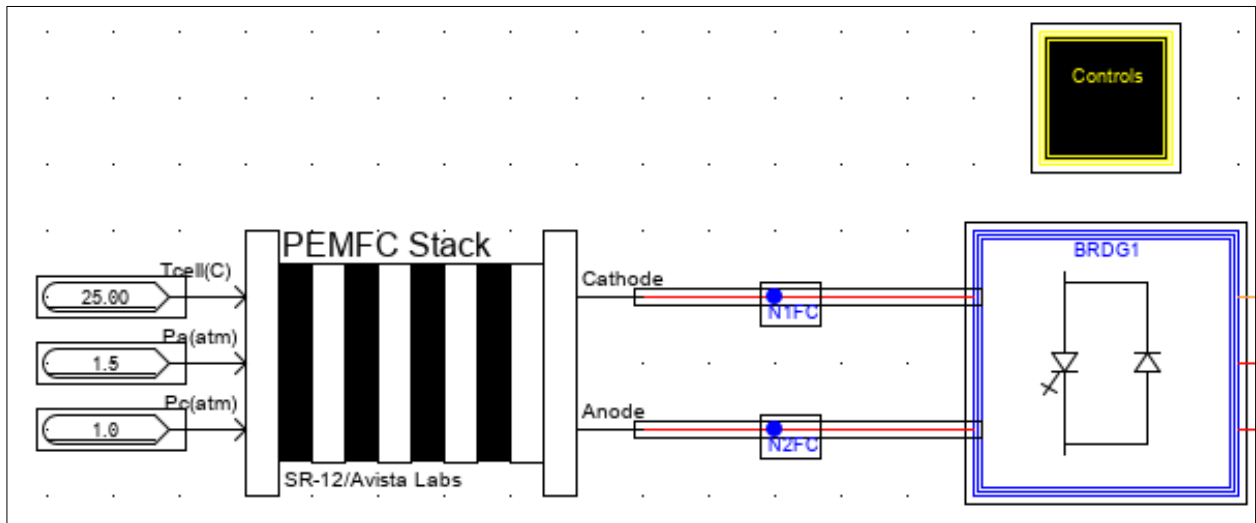 Controls
PEMFC Stack
BRDG1
Tcell(C)
25.00
Cathode
N1FC
Pa(atm)
1.5
Pc(atm)
1.0
Anode
N2FC
SR-12/Avista Labs